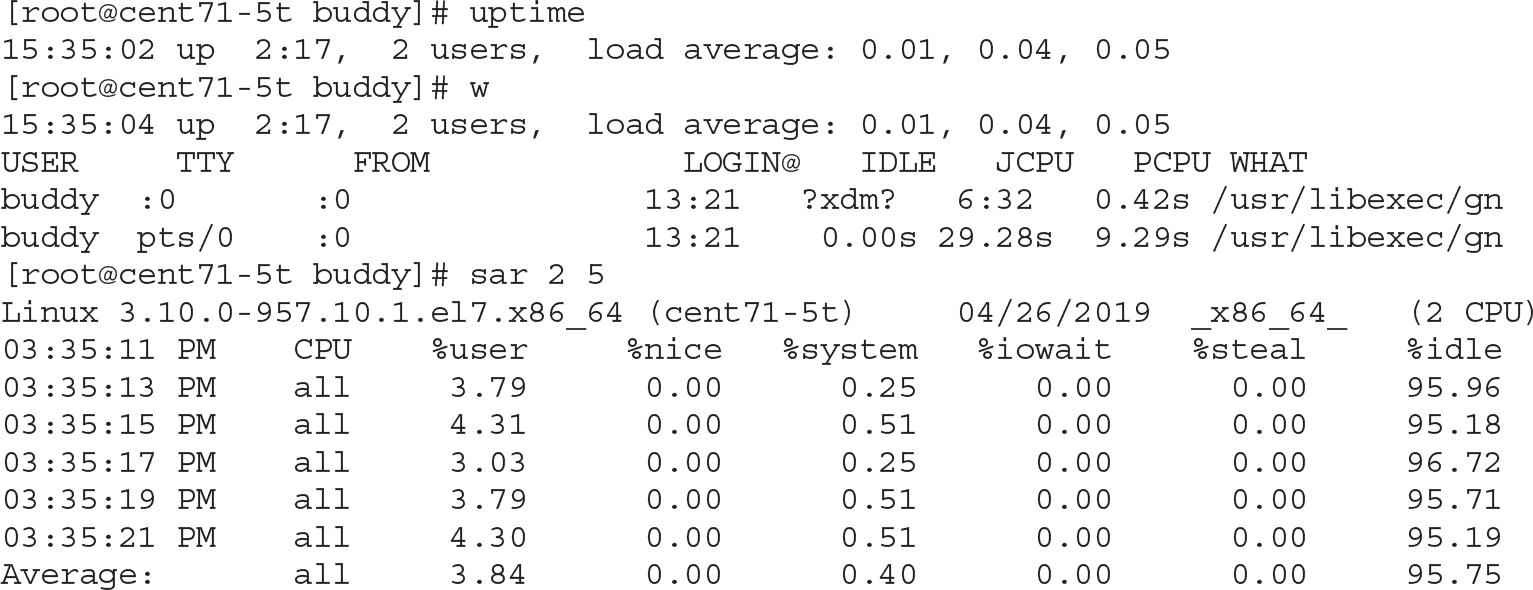 [root@cent71-5t buddy]# uptime
15:35:02 up  2:17,  2 users,  load average: 0.01, 0.04, 0.05
[root@cent71-5t buddy]# w
15:35:04 up  2:17,  2 users,  load average: 0.01, 0.04, 0.05
USER     TTY      FROM             LOGIN@   IDLE   JCPU   PCPU WHAT
buddy  :0       :0               13:21   ?xdm?   6:32   0.42s /usr/libexec/gn
buddy  pts/0    :0               13:21    0.00s 29.28s  9.29s /usr/libexec/gn
[root@cent71-5t buddy]# sar 2 5
Linux 3.10.0-957.10.1.el7.x86_64 (cent71-5t)     04/26/2019  _x86_64_   (2 CPU)
03:35:11 PM    CPU    %user     %nice   %system   %iowait    %steal     %idle
03:35:13 PM    all     3.79      0.00      0.25      0.00      0.00     95.96
03:35:15 PM    all     4.31      0.00      0.51      0.00      0.00     95.18
03:35:17 PM    all     3.03      0.00      0.25      0.00      0.00     96.72
03:35:19 PM    all     3.79      0.00      0.51      0.00      0.00     95.71
03:35:21 PM    all     4.30      0.00      0.51      0.00      0.00     95.19
Average:       all     3.84      0.00      0.40      0.00      0.00     95.75